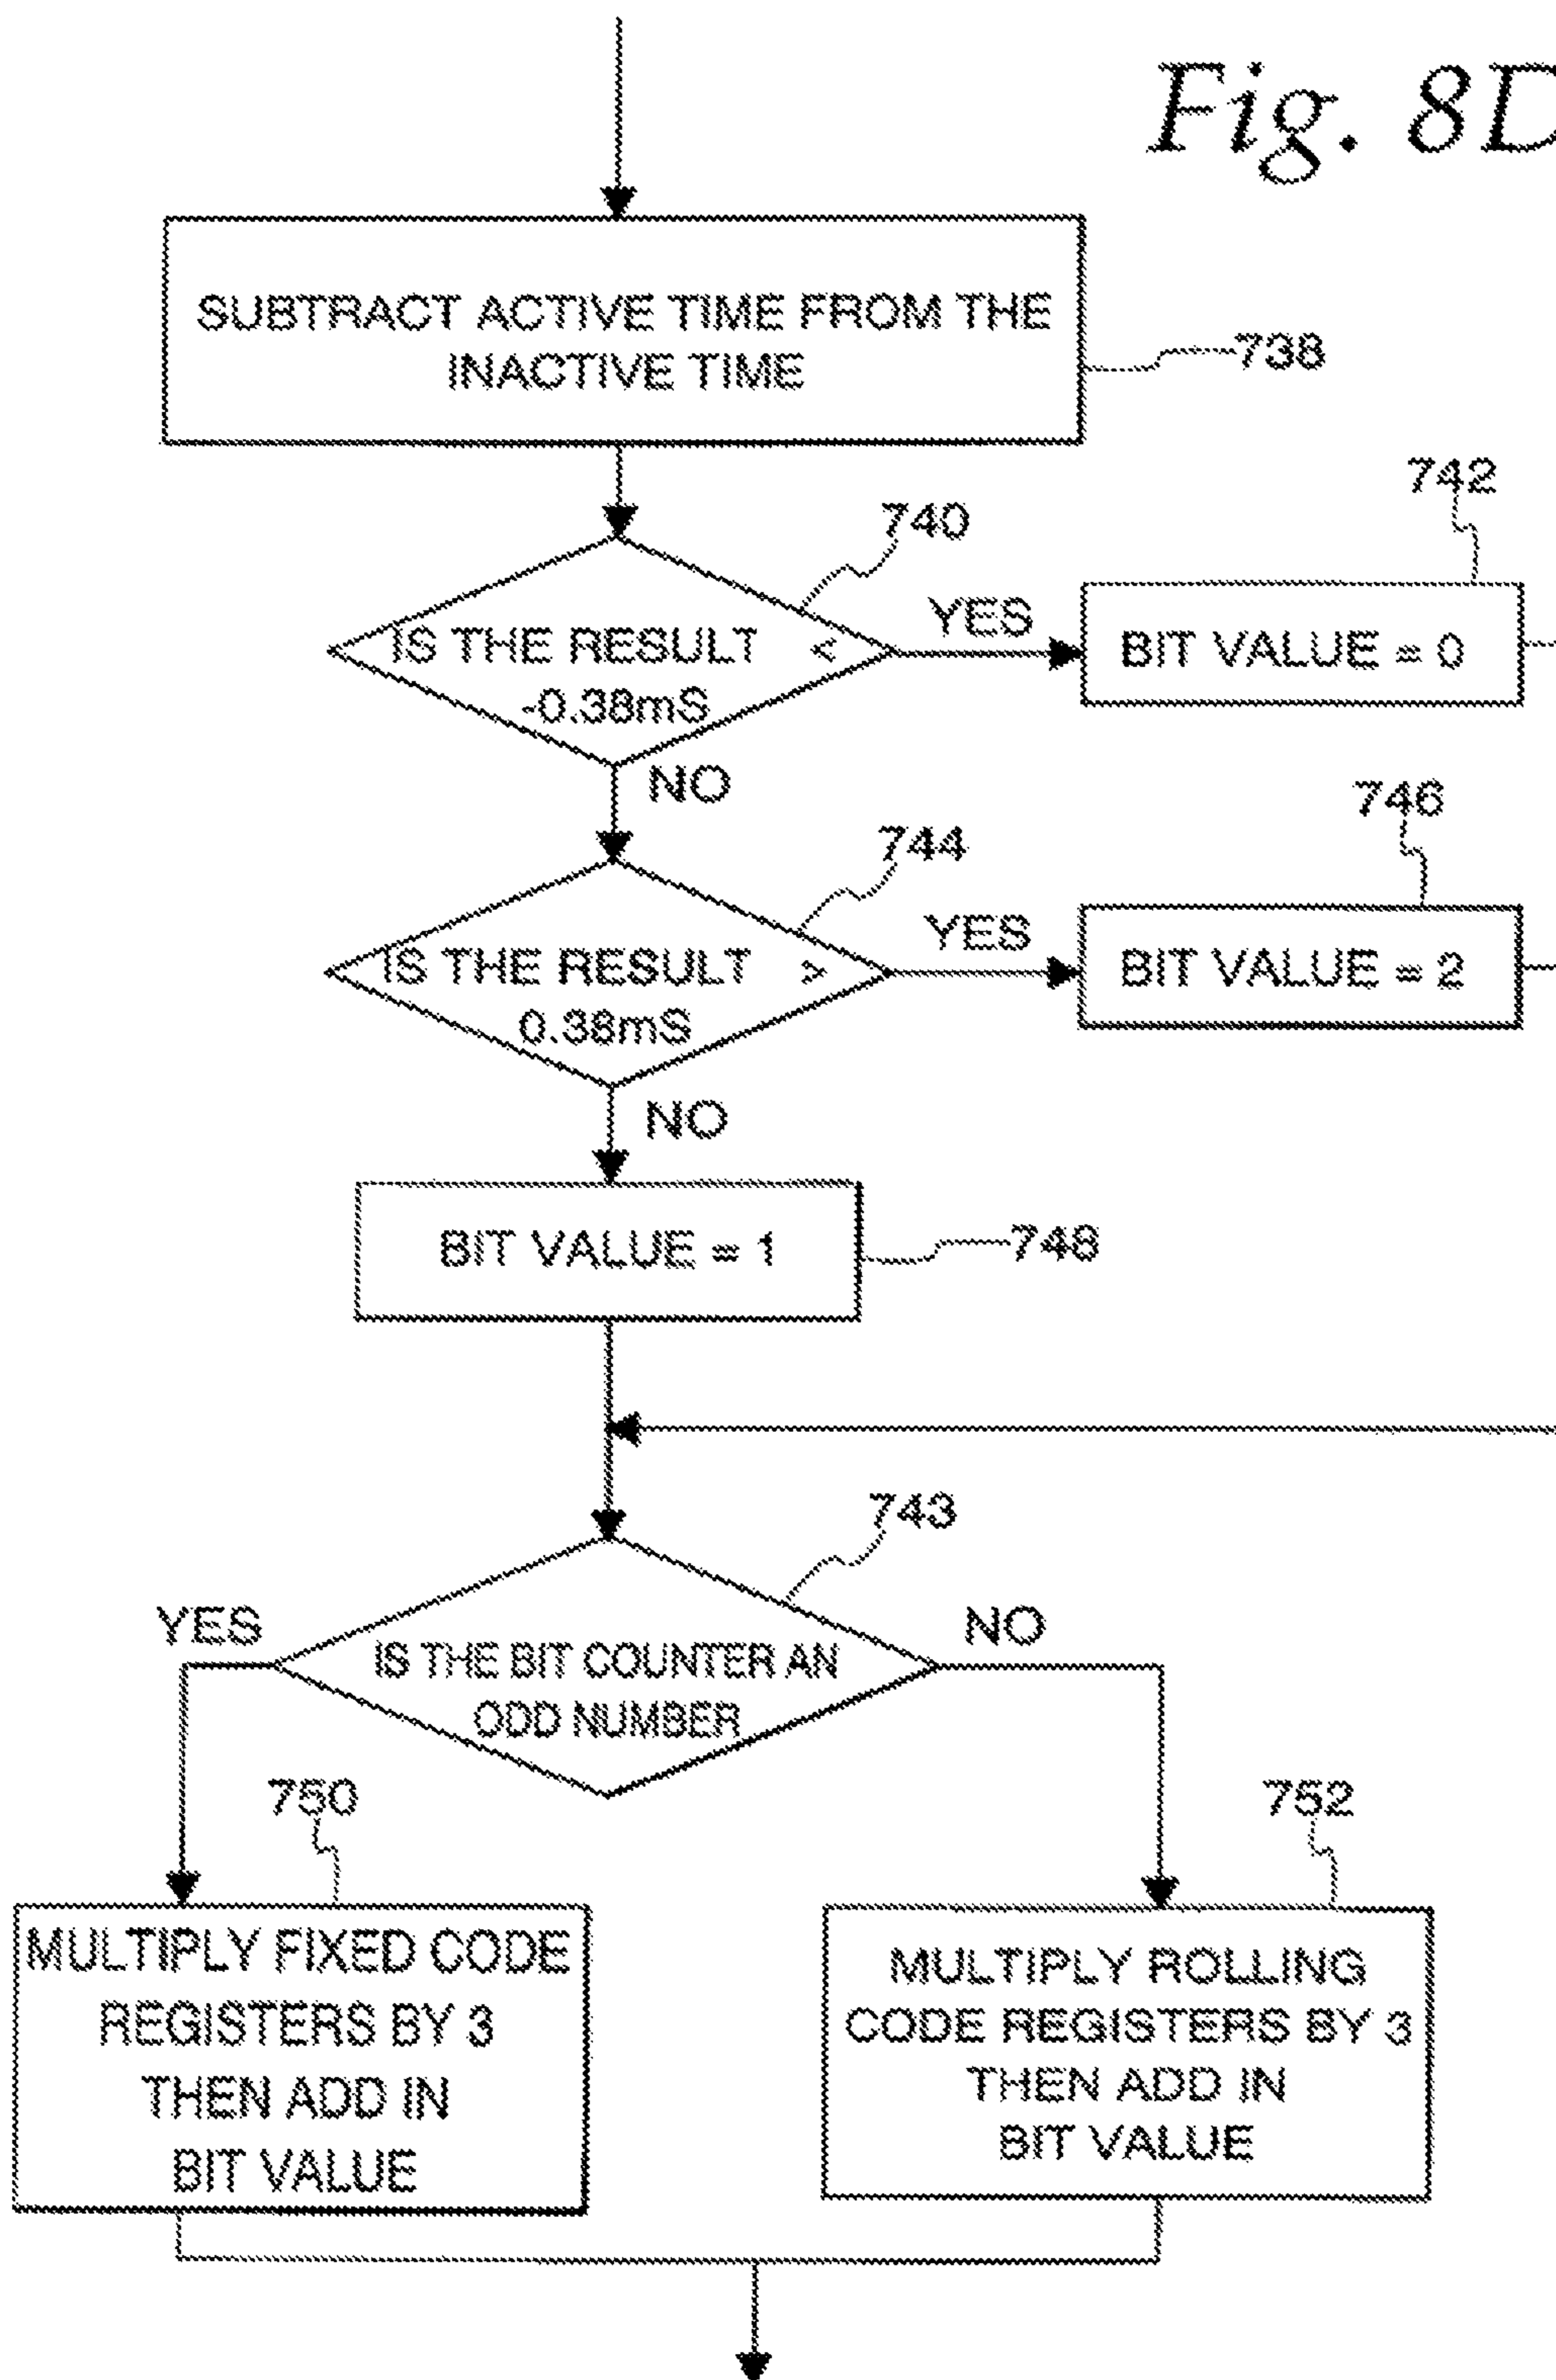 Fig. 8D
SUBTRACT ACTIVE TIME FROM THE
INACTIVE TIME
738
740
742
IS THE RESULT <
-0.38mS
YES
BIT VALUE = 0
NO
744
746
IS THE RESULT >
0.38mS
YES
BIT VALUE = 2
NO
BIT VALUE = 1
748
743
YES
IS THE BIT COUNTER AN
ODD NUMBER
NO
750
752
MULTIPLY FIXED CODE
REGISTERS BY 3
THEN ADD IN
BIT VALUE
MULTIPLY ROLLING
CODE REGISTERS BY 3
THEN ADD IN
BIT VALUE